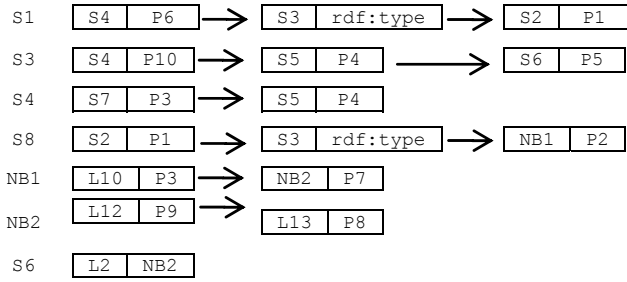 S1 S4 P6 S3 rdf:type S2 P1
S3 S4 P10 S5 P4 S6 P5
S4 S7 P3 S5 P4
S8 S2 P1 S3 rdf:type NB1 P2
NB1 L10 P3 NB2 P7
NB2 L12 P9 L13 P8
S6 L2 NB2